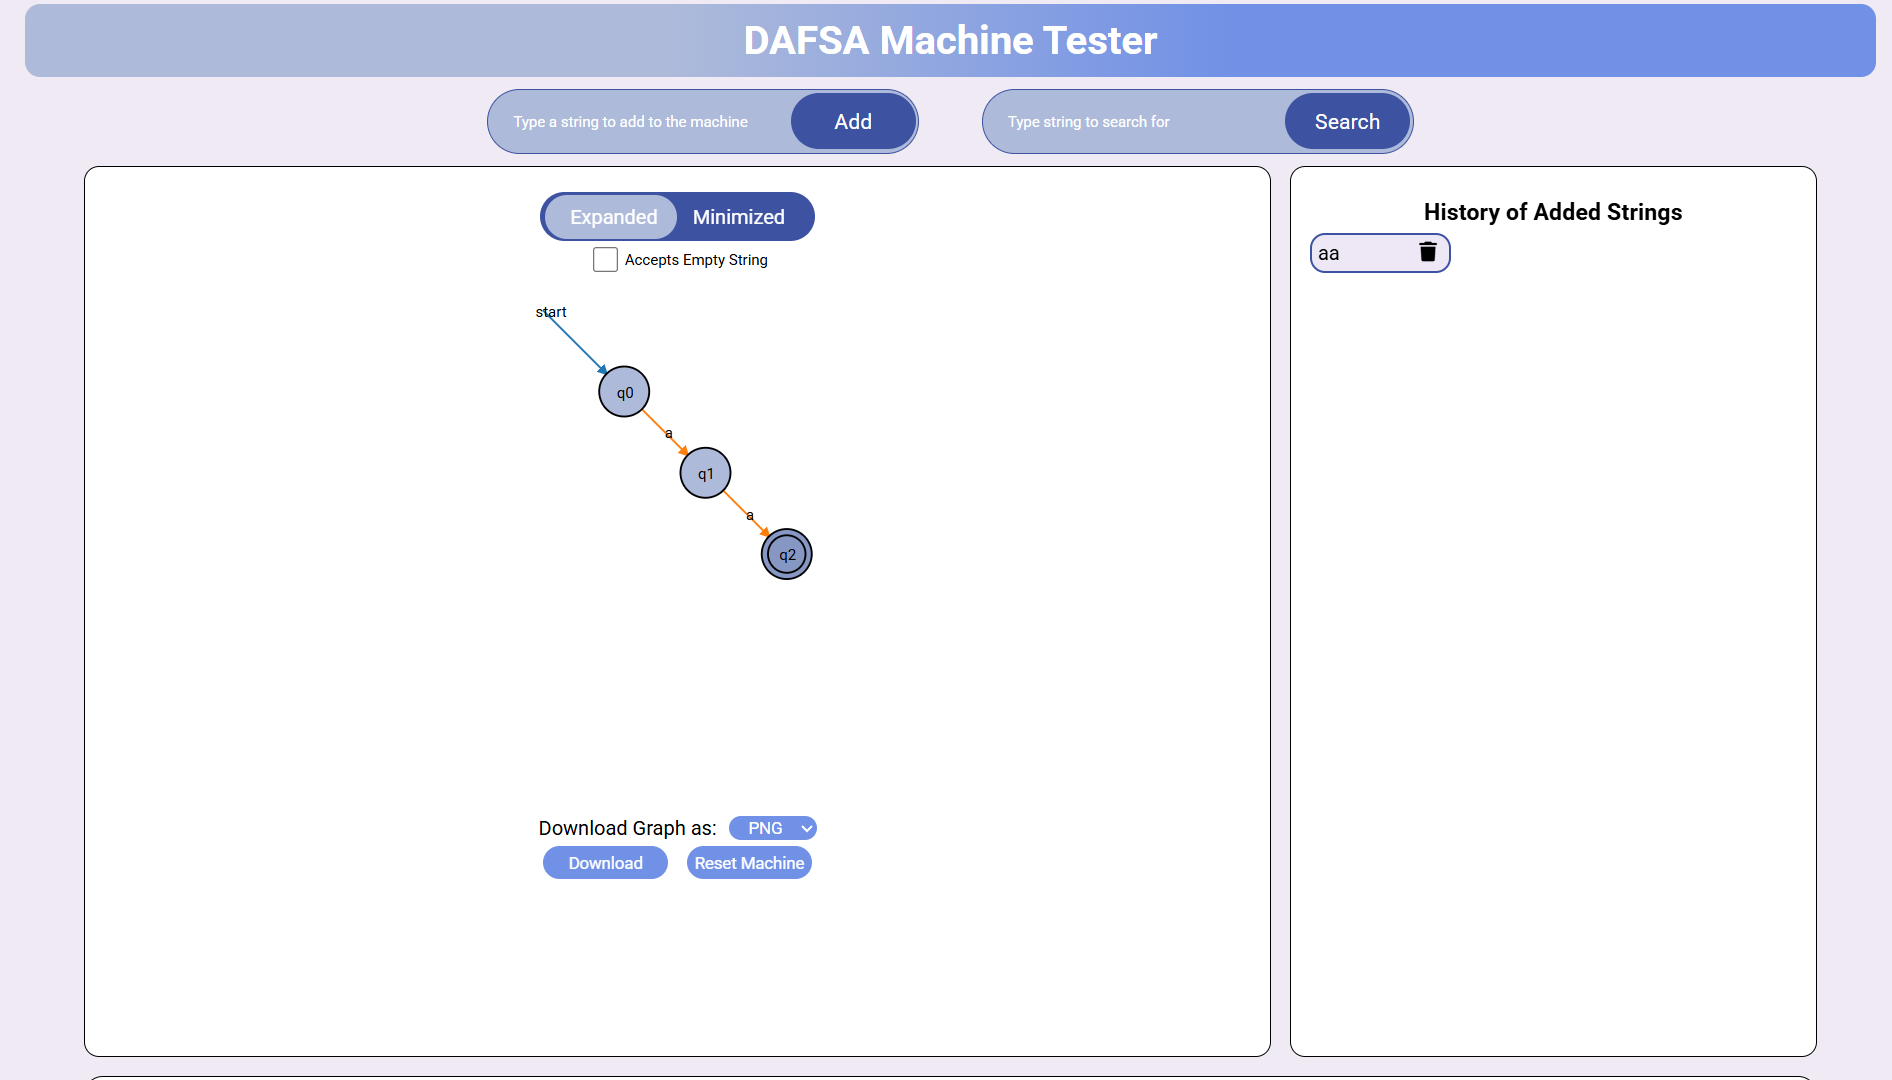 DAFSA Machine Tester
Type a string to add to the machine
Add
Type string to search for
Search
Expanded
Minimized
Accepts Empty String
start
q0
a
q1
a
q2
Download Graph as:
PNG
Download
Reset Machine
History of Added Strings
aa